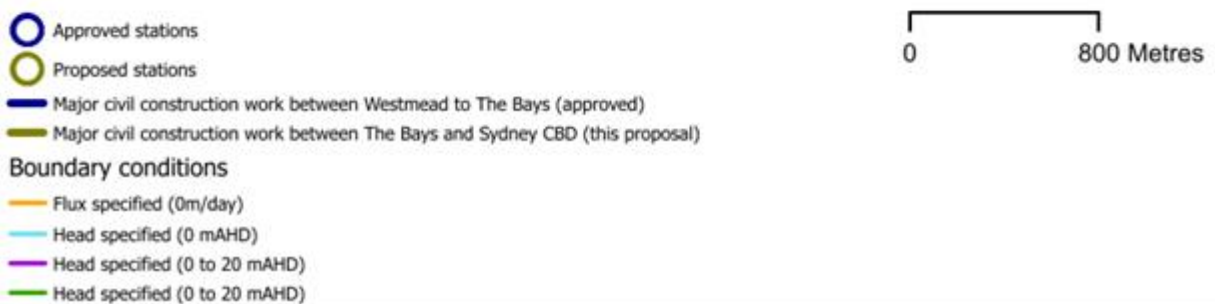 Approved stations
Proposed stations
Major civil construction work between Westmead to The Bays (approved)
Major civil construction work between The Bays and Sydney CBD (this proposal)
Boundary conditions
Flux specified (0m/day)
Head specified (0 mAHD)
Head specified (0 to 20 mAHD)
Head specified (0 to 20 mAHD)
0 800 Metres